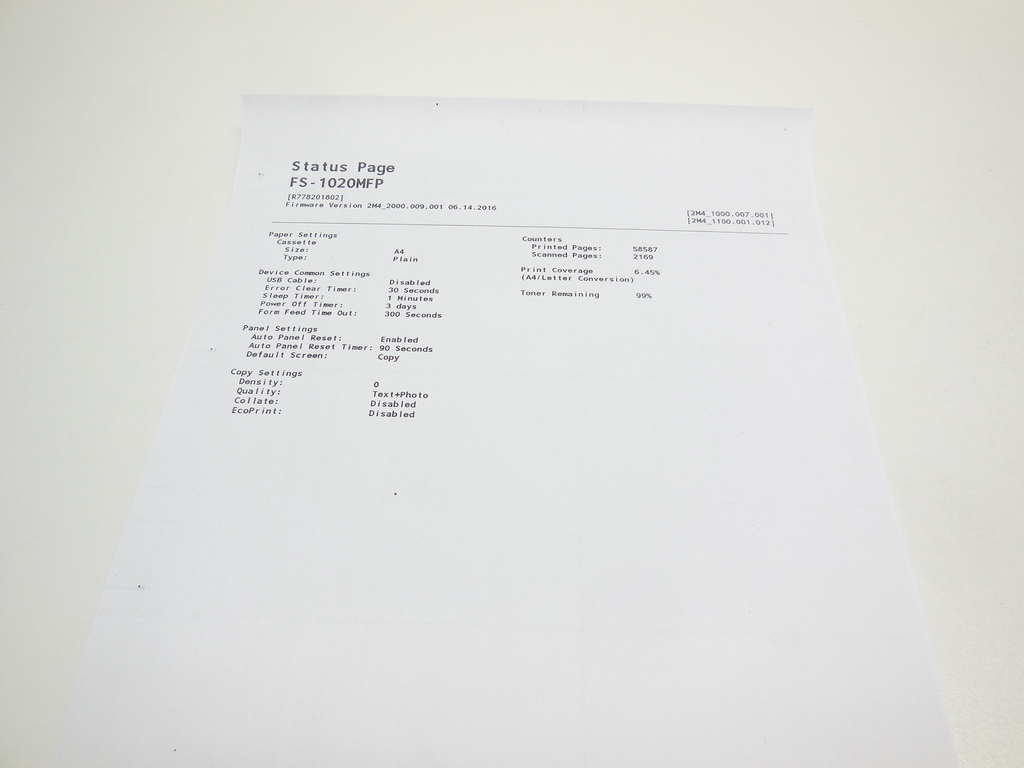 Status Page
FS-1020MFP
[R778201802]
Firmware Version 2M4_2000.009.001 06.14.2016
[2M4_1000.007.001]
[2M4_1100.001.012]
Paper Settings
Cassette
Size: A4
Type: Plain
Device Common Settings
USB Cable: Disabled
Error Clear Timer: 30 Seconds
Sleep Timer: 1 Minutes
Power Off Timer: 3 days
Form Feed Time Out: 300 Seconds
Panel Settings
Auto Panel Reset: Enabled
Auto Panel Reset Timer: 90 Seconds
Default Screen: Copy
Copy Settings
Density: 0
Quality: Text+Photo
Collate: Disabled
EcoPrint: Disabled
Counters
Printed Pages: 58587
Scanned Pages: 2169
Print Coverage 6.45%
(A4/Letter Conversion)
Toner Remaining 99%